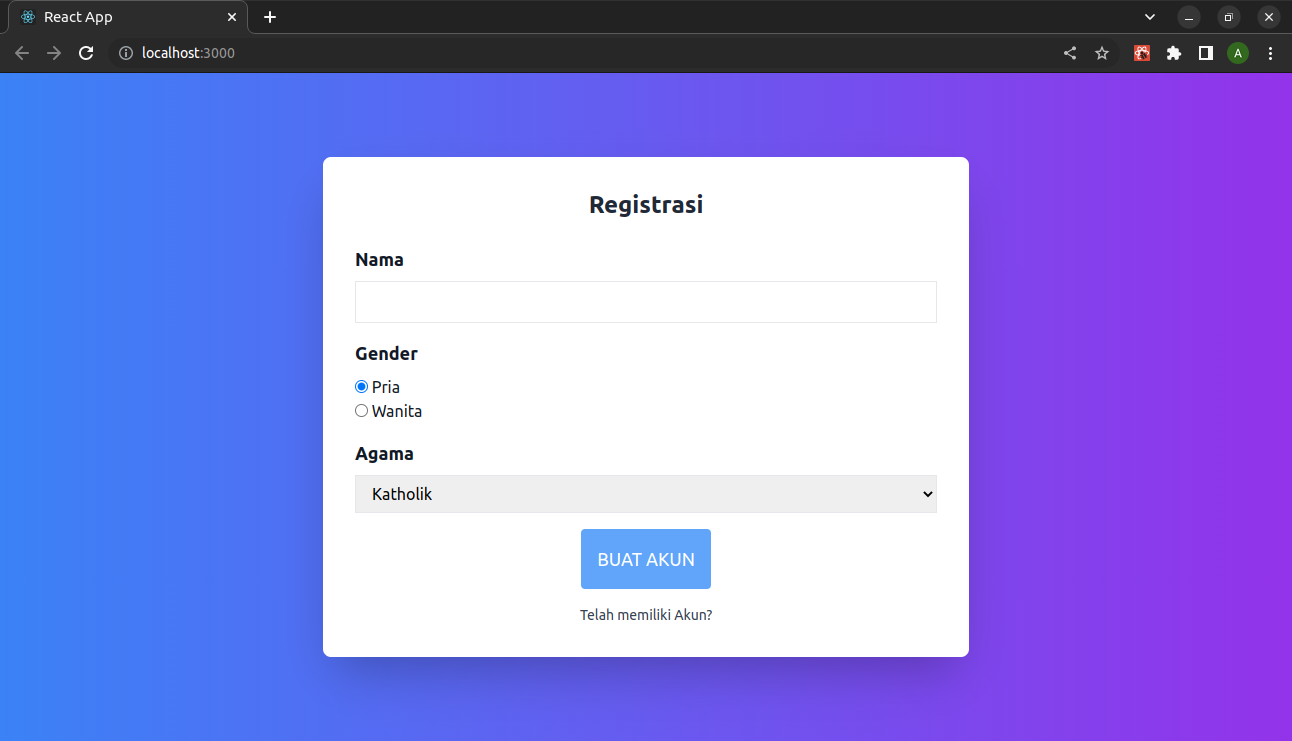 React App
localhost:3000
A
Registrasi
Nama
Gender
Pria
Wanita
Agama
Katholik
BUAT AKUN
Telah memiliki Akun?